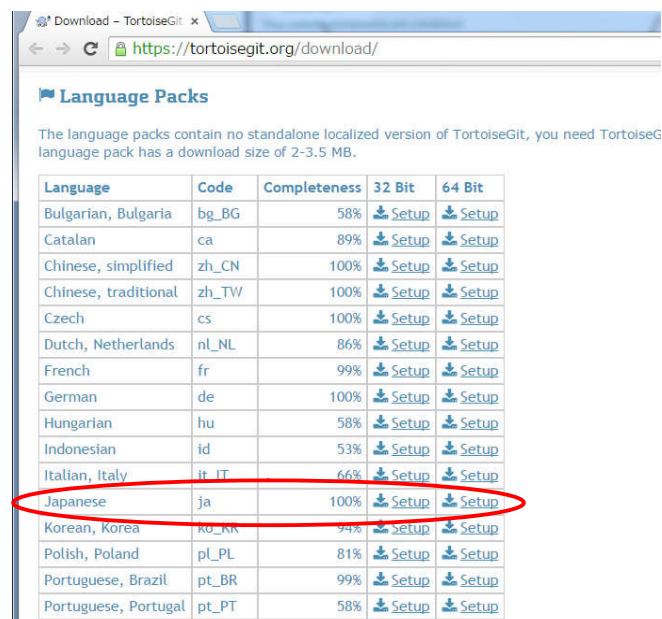 Download – TortoiseGit
https://tortoisegit.org/download/
Language Packs
The language packs contain no standalone localized version of TortoiseGit, you need TortoiseG
language pack has a download size of 2-3.5 MB.
Language Code Completeness 32 Bit 64 Bit
Bulgarian, Bulgaria bg_BG 58% Setup Setup
Catalan ca 89% Setup Setup
Chinese, simplified zh_CN 100% Setup Setup
Chinese, traditional zh_TW 100% Setup Setup
Czech cs 100% Setup Setup
Dutch, Netherlands nl_NL 86% Setup Setup
French fr 99% Setup Setup
German de 100% Setup Setup
Hungarian hu 58% Setup Setup
Indonesian id 53% Setup Setup
Italian, Italy it_IT 66% Setup Setup
Japanese ja 100% Setup Setup
Korean, Korea ko_KR 94% Setup Setup
Polish, Poland pl_PL 81% Setup Setup
Portuguese, Brazil pt_BR 99% Setup Setup
Portuguese, Portugal pt_PT 58% Setup Setup